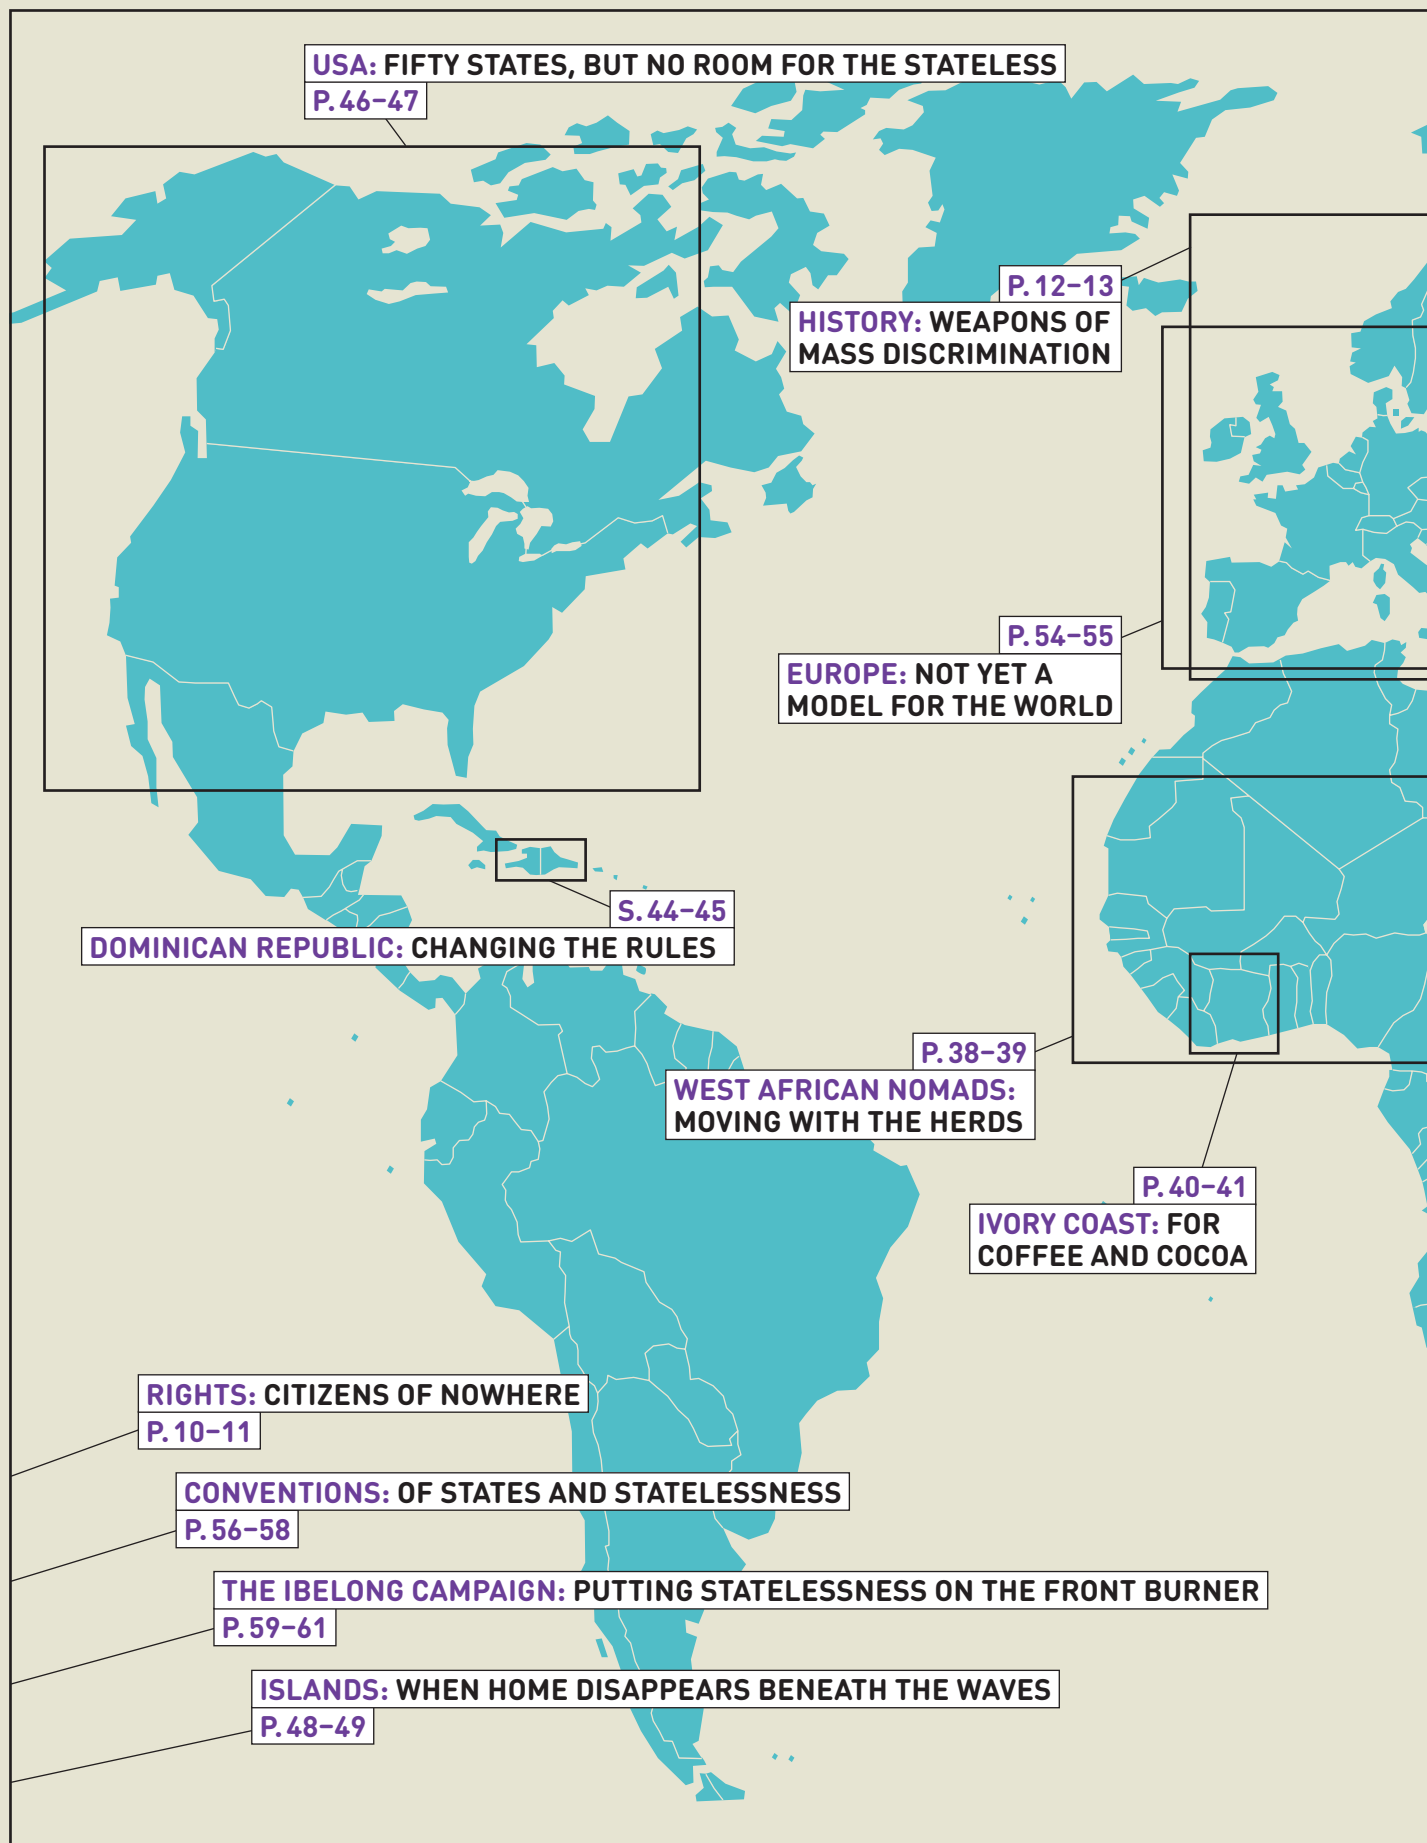 USA: FIFTY STATES, BUT NO ROOM FOR THE STATELESS
P. 46–47
P. 12–13
HISTORY: WEAPONS OF
MASS DISCRIMINATION
P. 54–55
EUROPE: NOT YET A
MODEL FOR THE WORLD
S. 44–45
DOMINICAN REPUBLIC: CHANGING THE RULES
P. 38–39
WEST AFRICAN NOMADS:
MOVING WITH THE HERDS
P. 40–41
IVORY COAST: FOR
COFFEE AND COCOA
RIGHTS: CITIZENS OF NOWHERE
P. 10–11
CONVENTIONS: OF STATES AND STATELESSNESS
P. 56–58
THE IBELONG CAMPAIGN: PUTTING STATELESSNESS ON THE FRONT BURNER
P. 59–61
ISLANDS: WHEN HOME DISAPPEARS BENEATH THE WAVES
P. 48–49